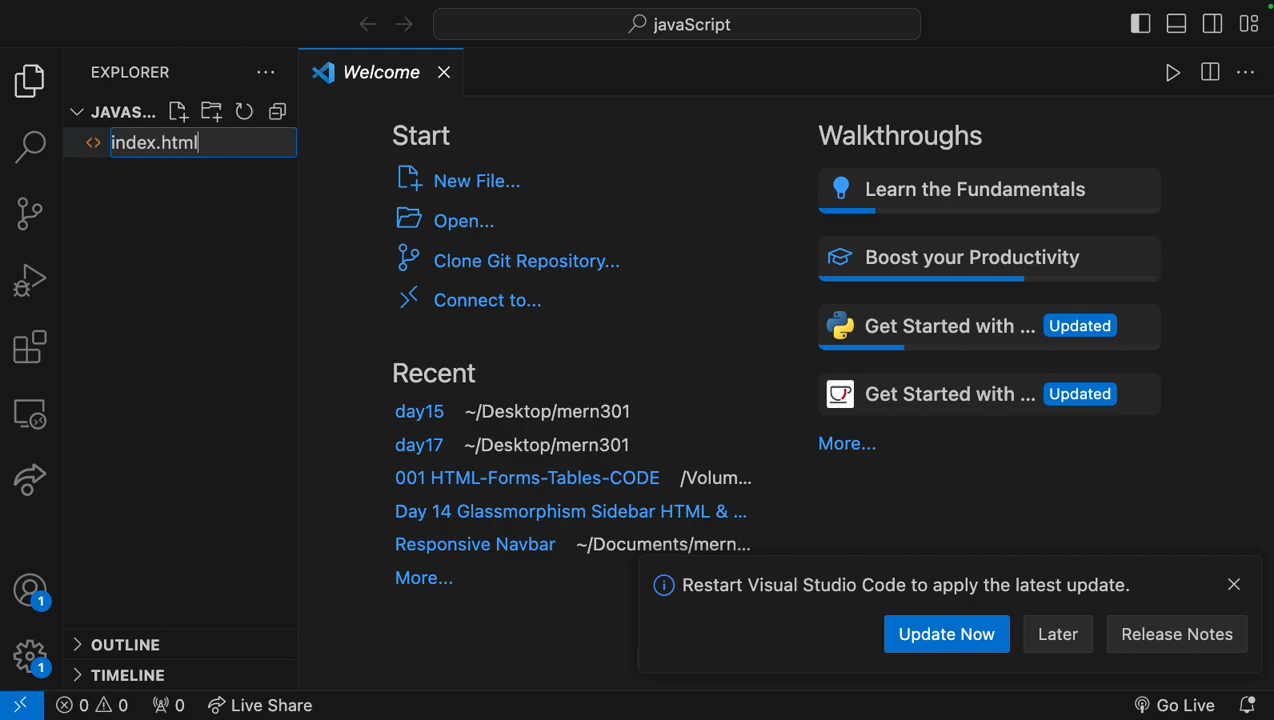 javaScript
EXPLORER
Welcome
JAVAS...
index.html
Start
New File...
Open...
Clone Git Repository...
Connect to...
Recent
day15 ~/Desktop/mern301
day17 ~/Desktop/mern301
001 HTML-Forms-Tables-CODE /Volum...
Day 14 Glassmorphism Sidebar HTML & ...
Responsive Navbar ~/Documents/mern...
More...
Walkthroughs
Learn the Fundamentals
Boost your Productivity
Get Started with ... Updated
Get Started with ... Updated
More...
Restart Visual Studio Code to apply the latest update.
Update Now Later Release Notes
1
1
OUTLINE
TIMELINE
0 0 0 Live Share Go Live